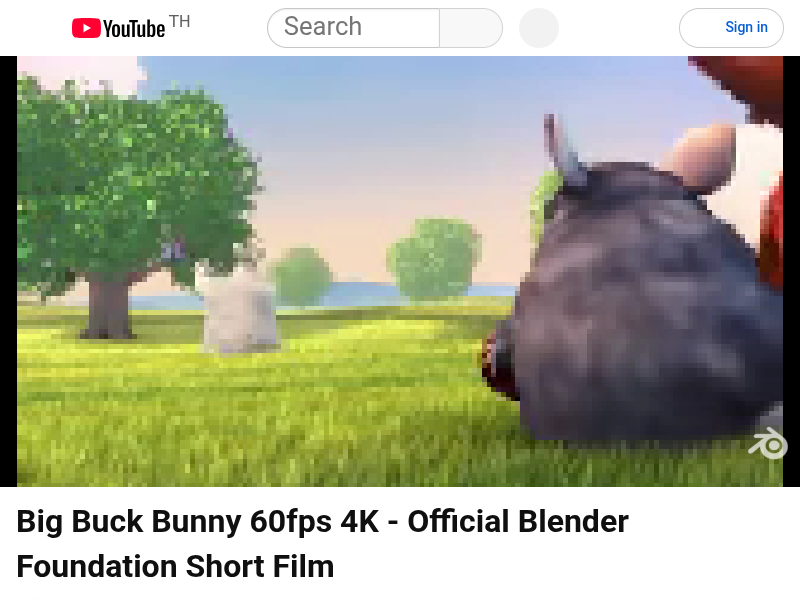 YouTube TH
Search
Sign in
Big Buck Bunny 60fps 4K - Official Blender
Foundation Short Film